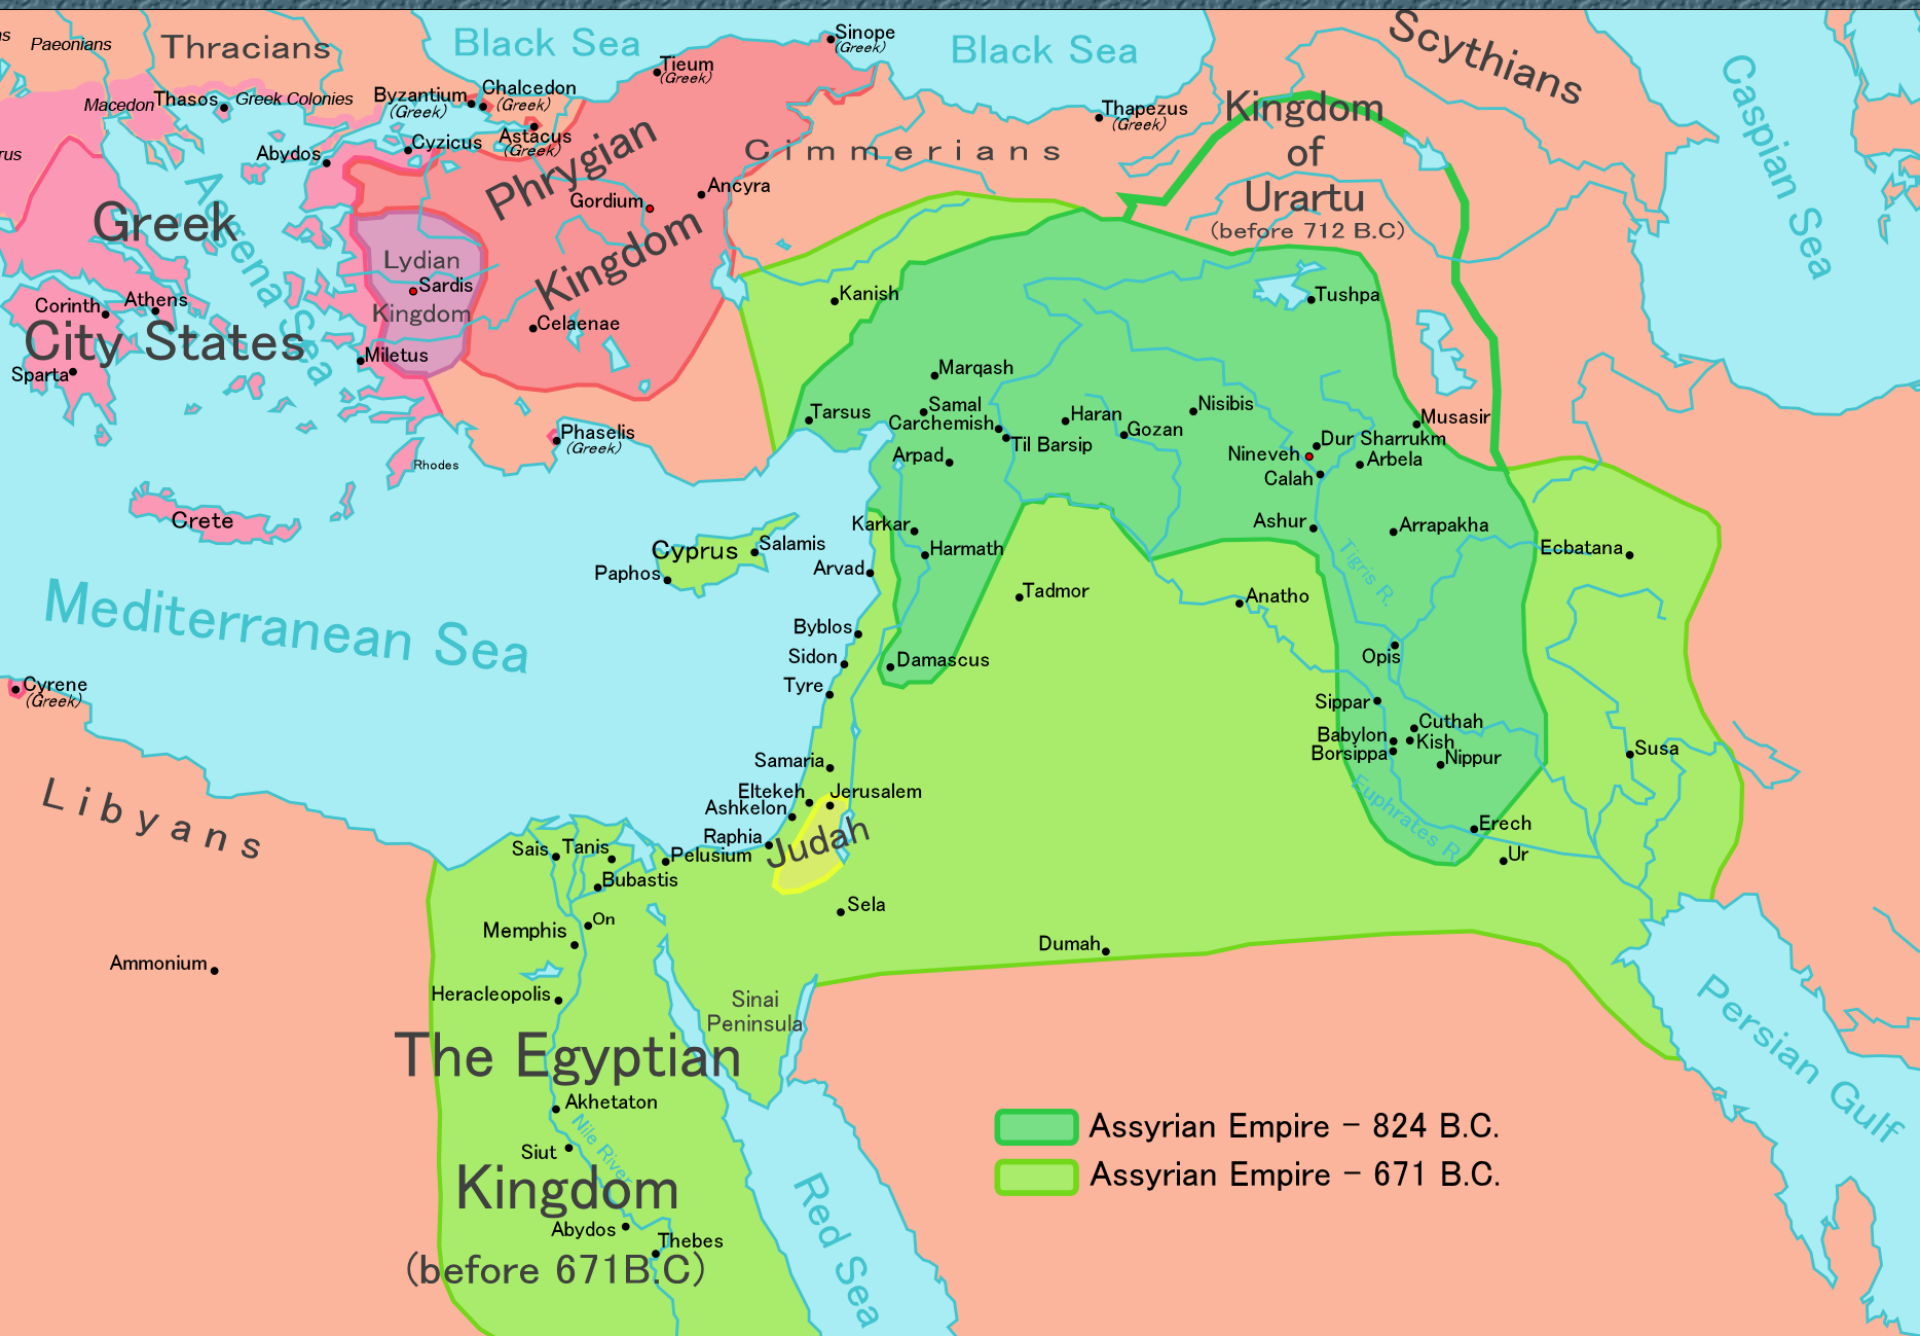 Paeonians
Thracians
Black Sea
Sinope
(Greek)
Black Sea
Scythians
Caspian Sea
Tieum
(Greek)
Macedon
Thasos
Greek Colonies
Byzantium
(Greek)
Chalcedon
(Greek)
Thapezus
(Greek)
Kingdom
of
Urartu
(before 712 B.C)
rus
Abydos
Cyzicus
Astacus
(Greek)
Phrygian
Kingdom
Cimmerians
Ancyra
Gordium
Greek
City States
Aegena Sea
Lydian
Kingdom
Sardis
Kanish
Tushpa
Corinth
Athens
Celaenae
Miletus
Sparta
Marqash
Tarsus
Samal
Carchemish
Haran
Nisibis
Musasir
Phaselis
(Greek)
Til Barsip
Gozan
Dur Sharrukm
Nineveh
Arbela
Rhodes
Arpad
Calah
Crete
Karkar
Ashur
Arrapakha
Cyprus
Salamis
Harmath
Ecbatana
Paphos
Arvad
Tadmor
Anatho
Tigris R.
Mediterranean Sea
Byblos
Sidon
Damascus
Opis
Tyre
Cyrene
(Greek)
Sippar
Cuthah
Babylon
Kish
Borsippa
Nippur
Susa
Samaria
Eltekeh
Jerusalem
Ashkelon
Euphrates R.
Libyans
Raphia
Judah
Erech
Sais
Tanis
Pelusium
Ur
Bubastis
Sela
On
Memphis
Dumah
Ammonium
Heracleopolis
Sinai
Peninsula
Persian Gulf
The Egyptian
Kingdom
(before 671B.C)
Akhetaton
Nile River
Siut
Abydos
Thebes
Red Sea
Assyrian Empire – 824 B.C.
Assyrian Empire – 671 B.C.